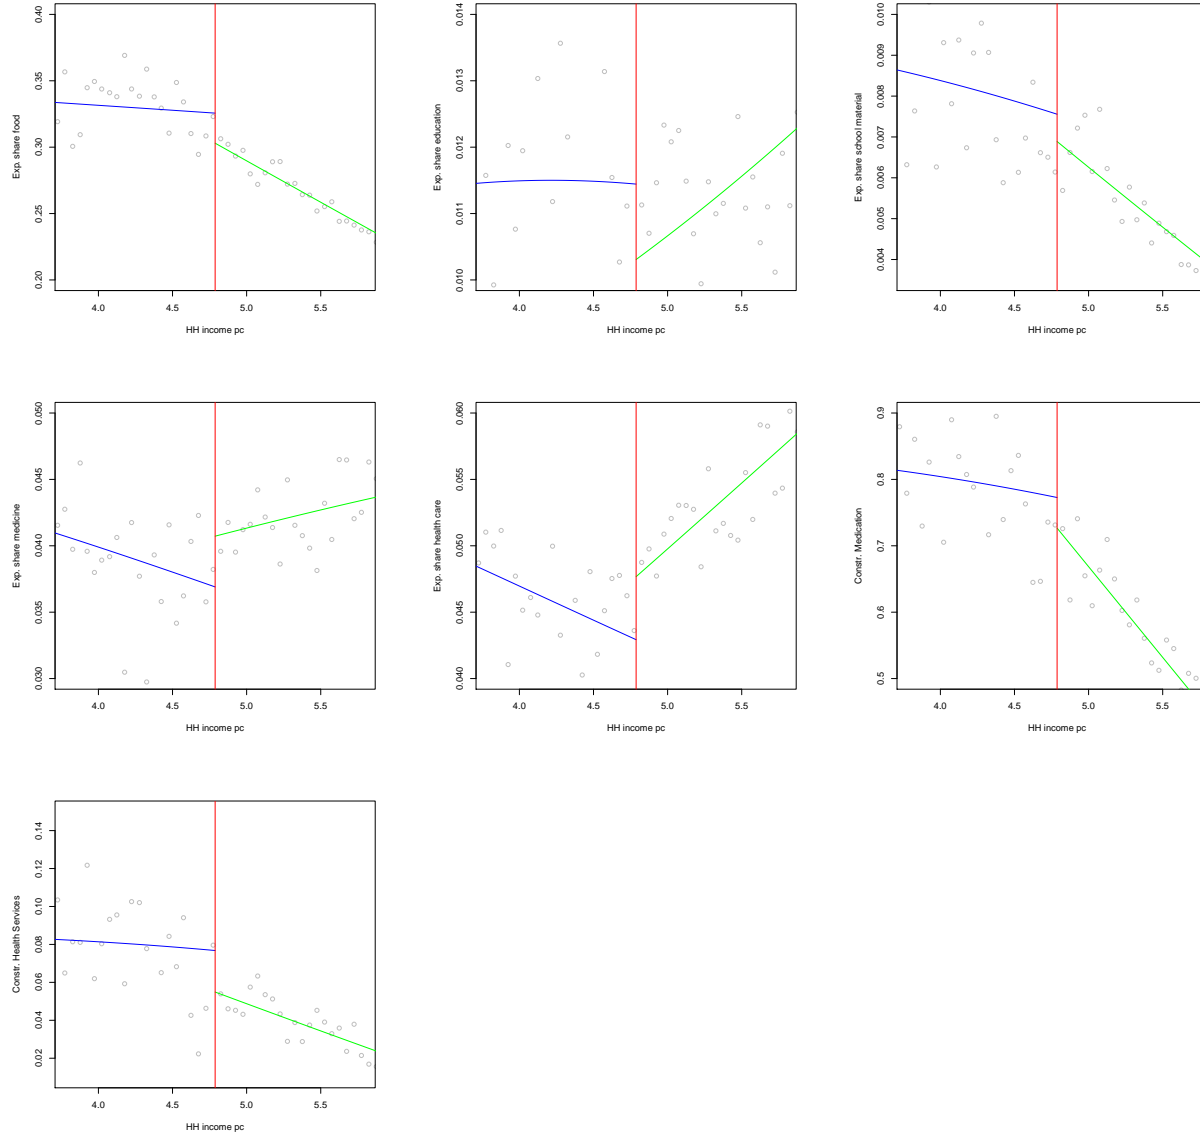 0.40
0.35
0.30
0.25
0.20
Exp. share food
4.0 4.5 5.0 5.5
HH income pc
0.014
0.013
0.012
0.011
0.010
Exp. share education
4.0 4.5 5.0 5.5
HH income pc
0.010
0.009
0.008
0.007
0.006
0.005
0.004
Exp. share school material
4.0 4.5 5.0 5.5
HH income pc
0.050
0.045
0.040
0.035
0.030
Exp. share medicine
4.0 4.5 5.0 5.5
HH income pc
0.060
0.055
0.050
0.045
0.040
Exp. share health care
4.0 4.5 5.0 5.5
HH income pc
0.9
0.8
0.7
0.6
0.5
Constr. Medication
4.0 4.5 5.0 5.5
HH income pc
0.14
0.12
0.10
0.08
0.06
0.04
0.02
Constr. Health Services
4.0 4.5 5.0 5.5
HH income pc